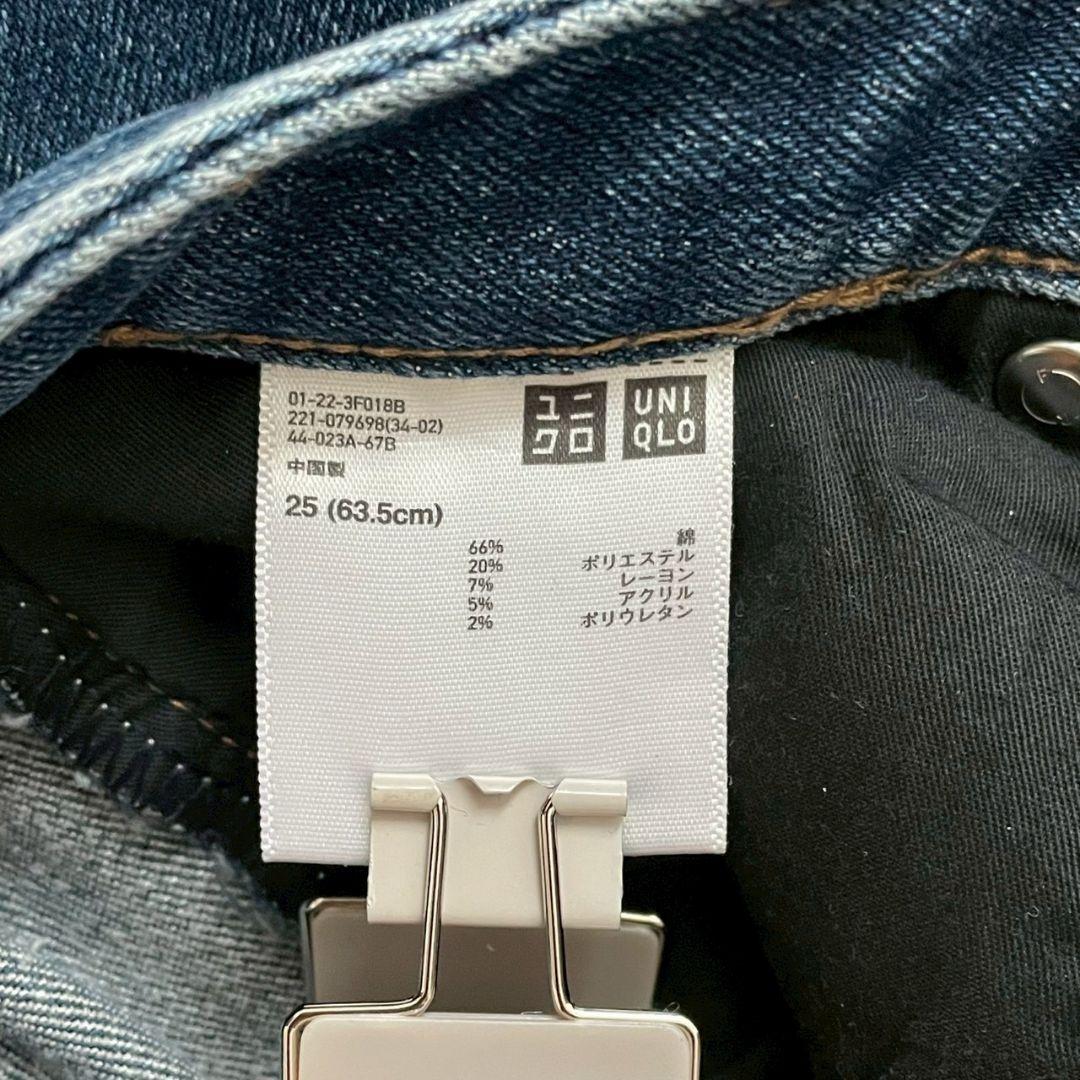 01-22-3F018B
221-079698(34-02)
44-023A-67B
中国製
ユニ
クロ
UNI
QLO
25 (63.5cm)
66% 綿
20% ポリエステル
7% レーヨン
5% アクリル
2% ポリウレタン
F